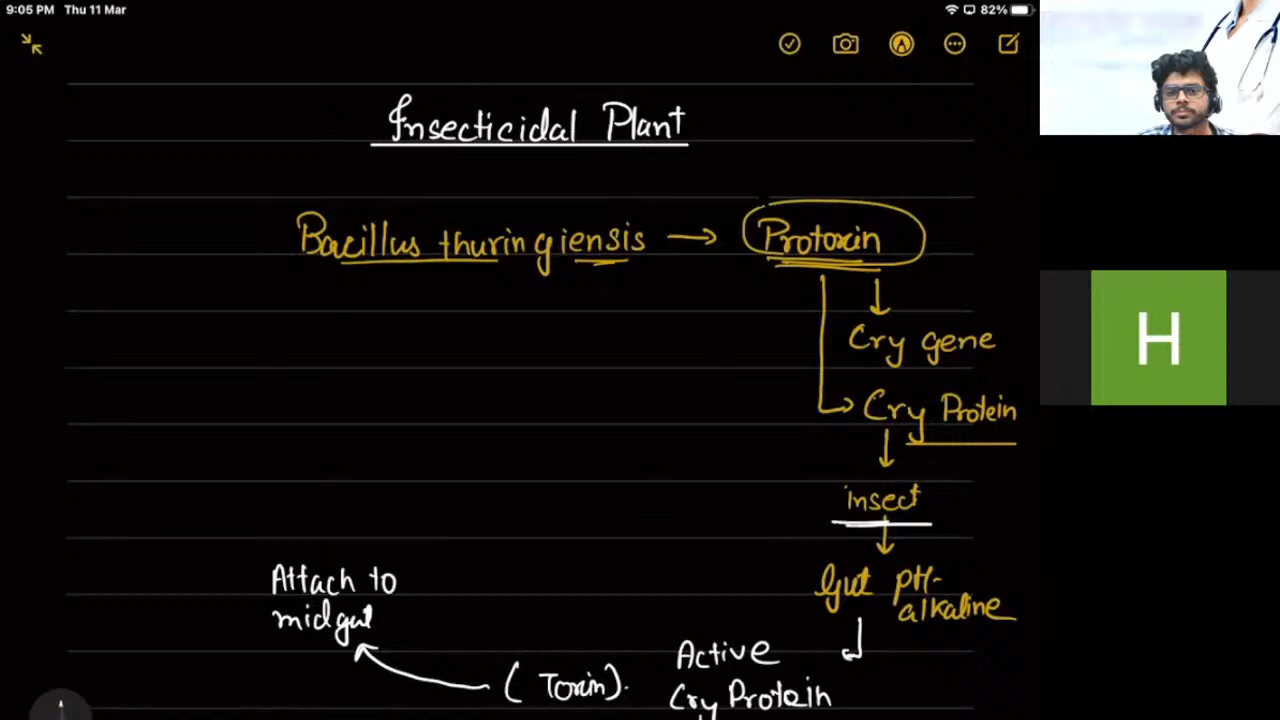 9:05 PM Thu 11 Mar
82%
Insecticidal Plant
Bacillus thuringiensis → Protoxin
Cry gene
Cry Protein
insect
Gut pH-
alkaline
Active
Cry Protein
(Toxin).
Attach to
midgut
H